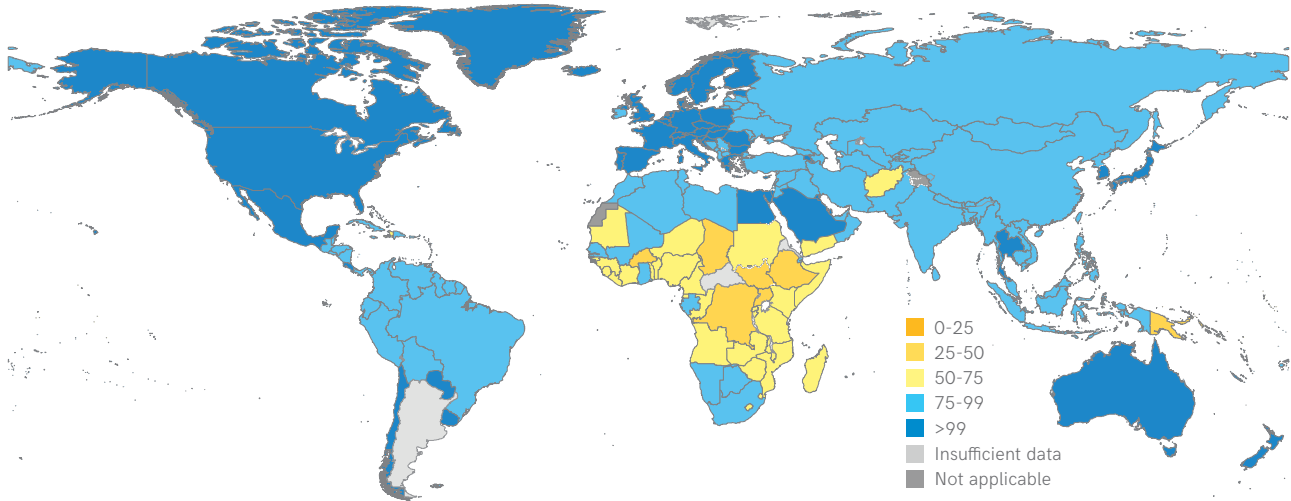 0-25
25-50
50-75
75-99
>99
Insufficient data
Not applicable